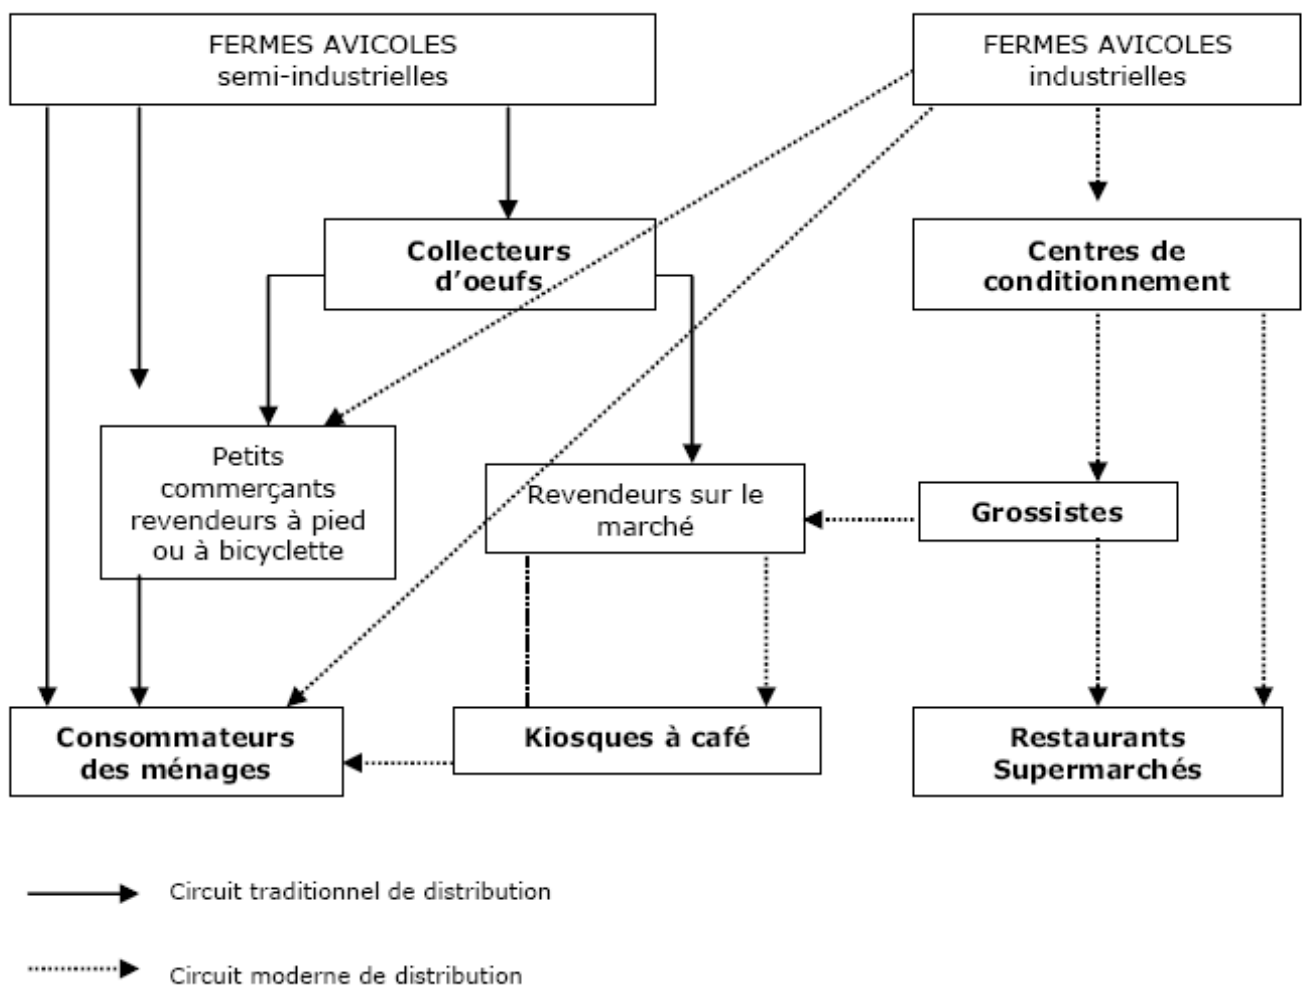 FERMES AVICOLES
semi-industrielles
FERMES AVICOLES
industrielles
Collecteurs
d'oeufs
Centres de
conditionnement
Petits
commerçants
revendeurs à pied
ou à bicyclette
Revendeurs sur le
marché
Grossistes
Consommateurs
des ménages
Kiosques à café
Restaurants
Supermarchés
Circuit traditionnel de distribution
Circuit moderne de distribution